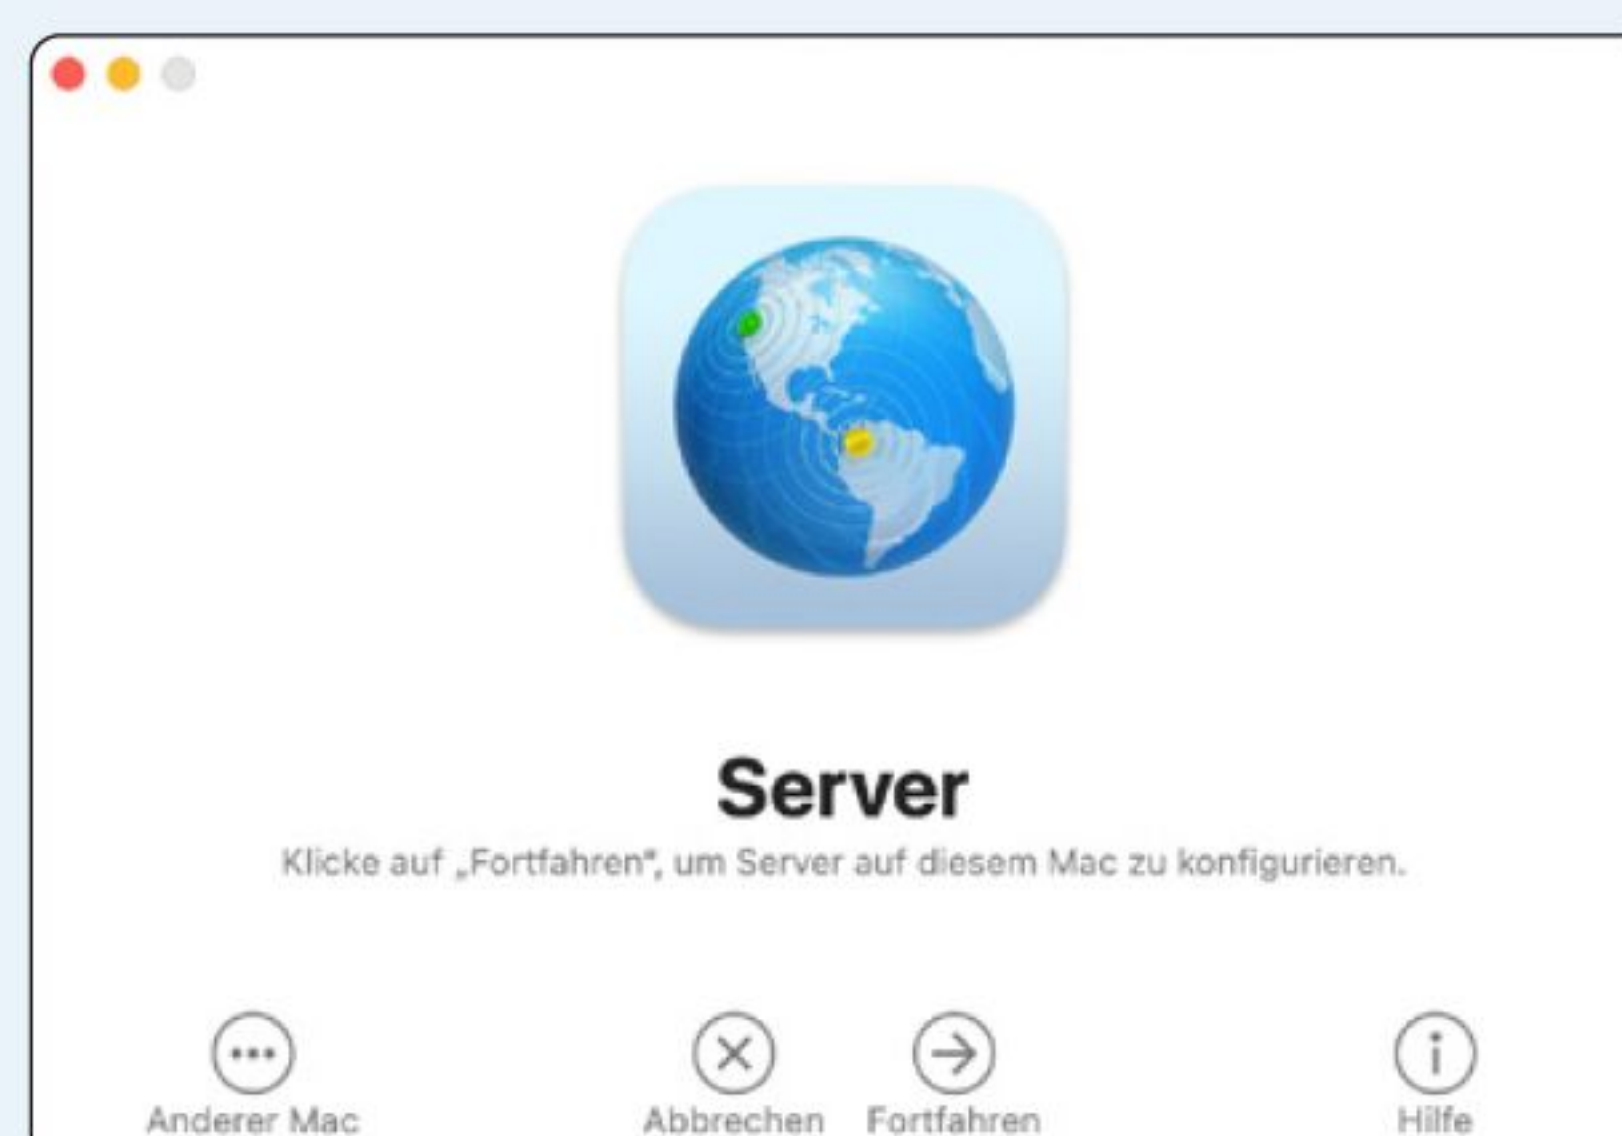 Server
Klicke auf „Fortfahren“, um Server auf diesem Mac zu konfigurieren.
Anderer Mac
Abbrechen
Fortfahren
Hilfe